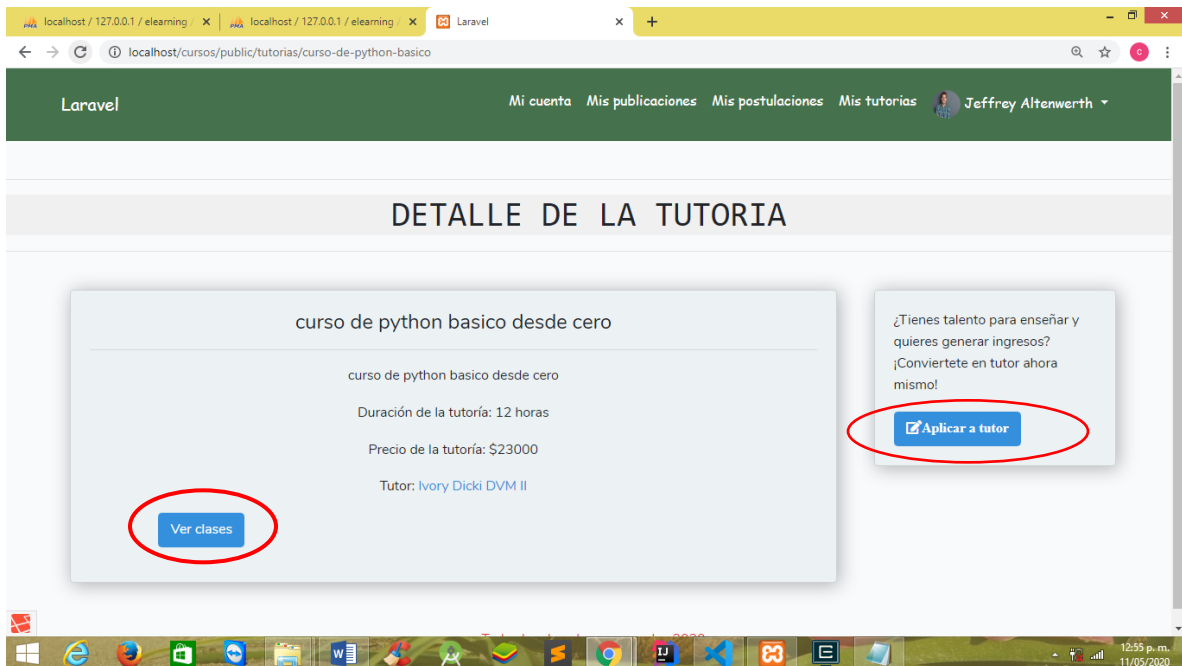 localhost / 127.0.0.1 / elearning /
localhost / 127.0.0.1 / elearning /
Laravel
localhost/cursos/public/tutorias/curso-de-python-basico
C
Laravel
Mi cuenta Mis publicaciones Mis postulaciones Mis tutorias Jeffrey Altenwerth
DETALLE DE LA TUTORIA
curso de python basico desde cero
curso de python basico desde cero
Duración de la tutoría: 12 horas
Precio de la tutoría: $23000
Tutor: Ivory Dicki DVM II
Ver clases
¿Tienes talento para enseñar y
quieres generar ingresos?
¡Conviertete en tutor ahora
mismo!
Aplicar a tutor
12:55 p. m.
11/05/2020